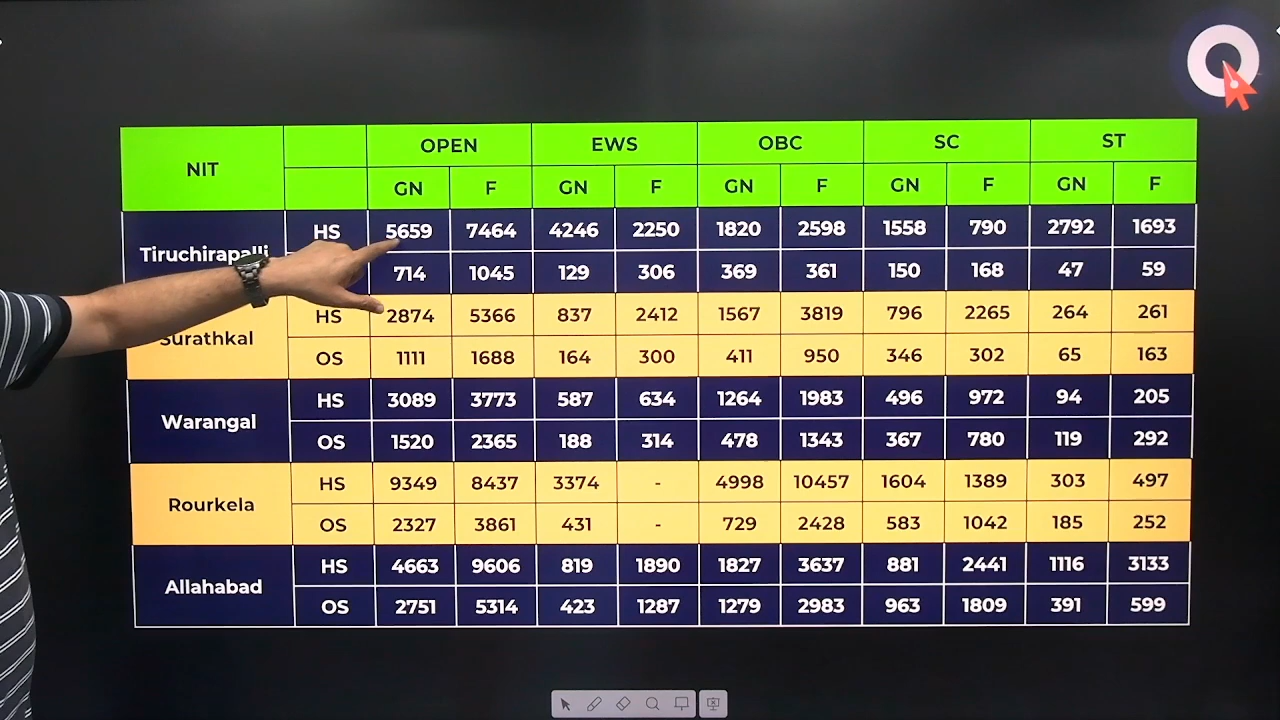 NIT OPEN EWS OBC SC ST
GN F GN F GN F GN F GN F
Tiruchirapalli HS 5659 7464 4246 2250 1820 2598 1558 790 2792 1693
714 1045 129 306 369 361 150 168 47 59
Surathkal HS 2874 5366 837 2412 1567 3819 796 2265 264 261
OS 1111 1688 164 300 411 950 346 302 65 163
Warangal HS 3089 3773 587 634 1264 1983 496 972 94 205
OS 1520 2365 188 314 478 1343 367 780 119 292
Rourkela HS 9349 8437 3374 - 4998 10457 1604 1389 303 497
OS 2327 3861 431 - 729 2428 583 1042 185 252
Allahabad HS 4663 9606 819 1890 1827 3637 881 2441 1116 3133
OS 2751 5314 423 1287 1279 2983 963 1809 391 599